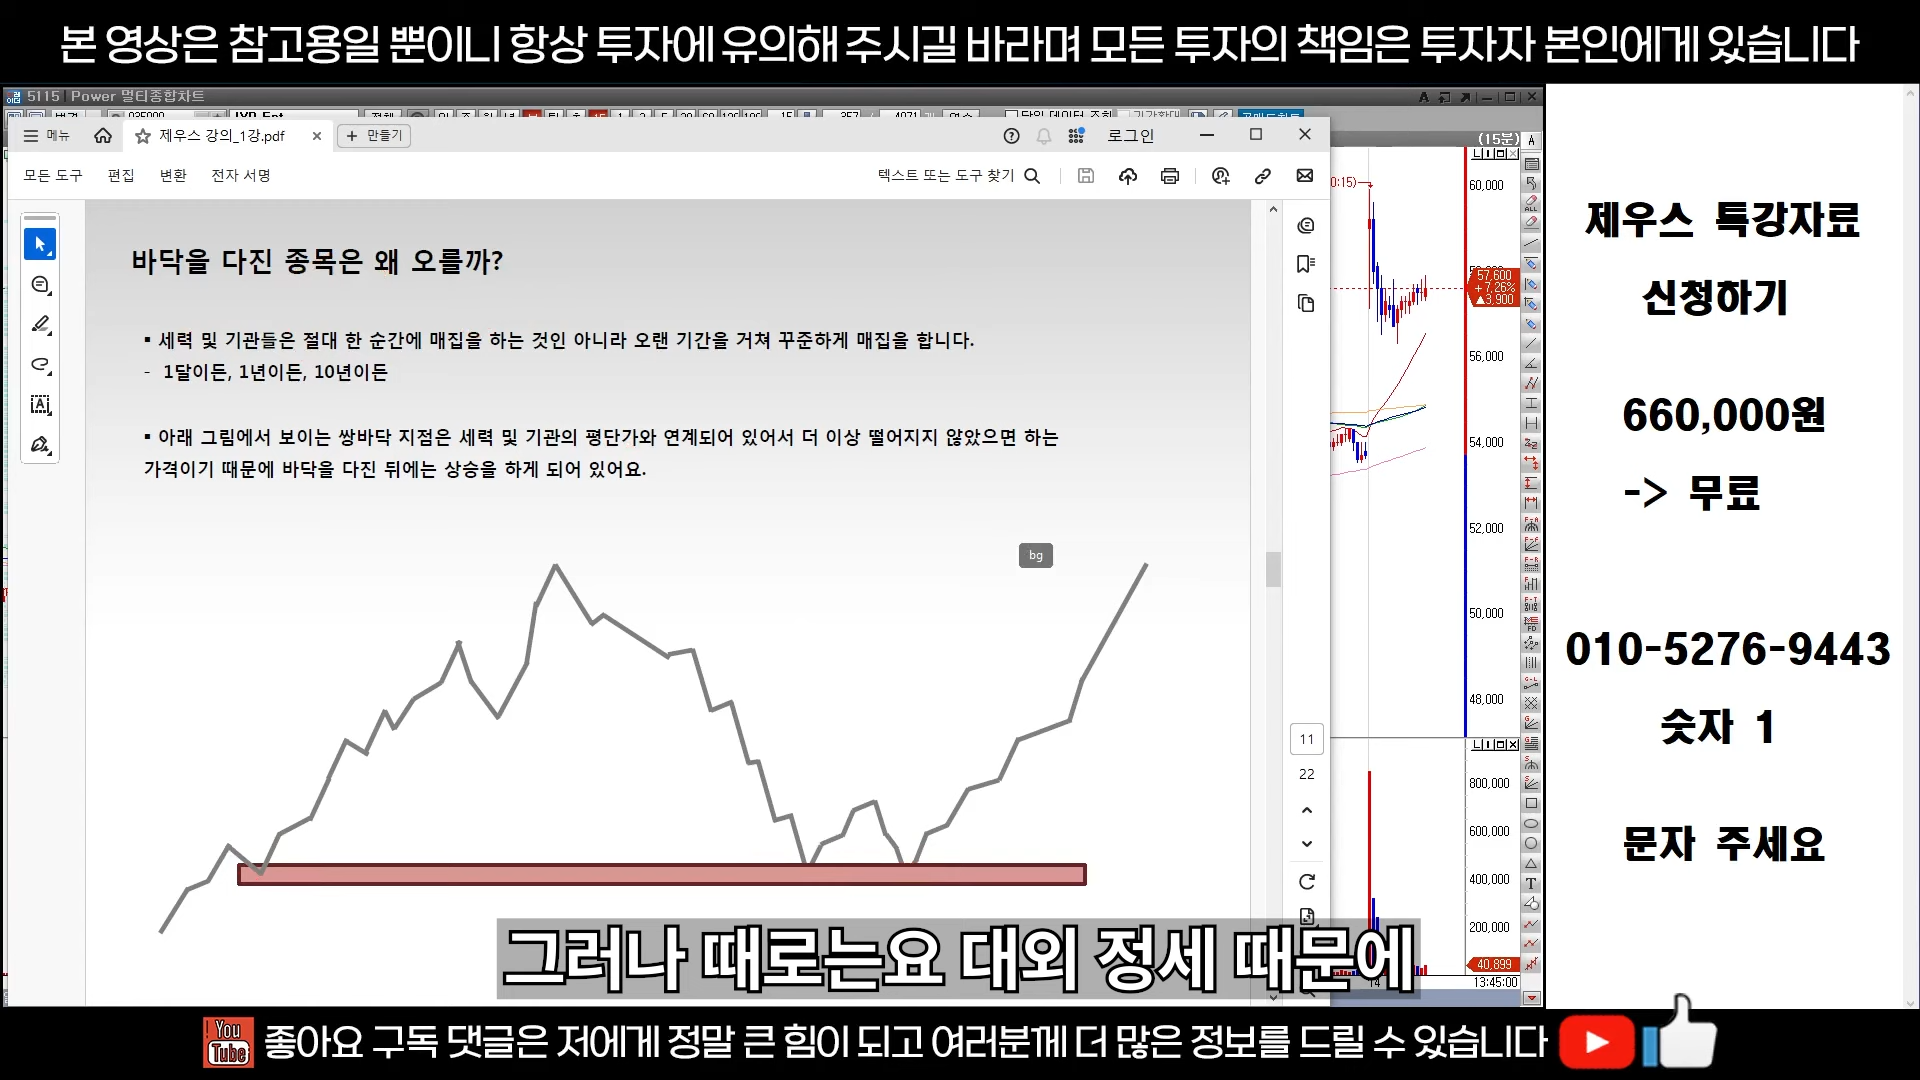 본 영상은 참고용일 뿐이니 항상 투자에 유의해 주시길 바라며 모든 투자의 책임은 투자자 본인에게 있습니다
5115 Power 멀티종합차트
메뉴
제우스 강의_1강.pdf
만들기
로그인
모든 도구 편집 변환 전자 서명
텍스트 또는 도구 찾기
바닥을 다진 종목은 왜 오를까?
▪ 세력 및 기관들은 절대 한 순간에 매집을 하는 것인 아니라 오랜 기간을 거쳐 꾸준하게 매집을 합니다.
- 1달이든, 1년이든, 10년이든
▪ 아래 그림에서 보이는 쌍바닥 지점은 세력 및 기관의 평단가와 연계되어 있어서 더 이상 떨어지지 않았으면 하는
가격이기 때문에 바닥을 다진 뒤에는 상승을 하게 되어 있어요.
bg
11
22
(15분)
0:15)
60,000
57,600
+7,26%
▲3,900
56,000
54,000
52,000
50,000
48,000
800,000
600,000
400,000
200,000
40,899
14
13:45:00
제우스 특강자료
신청하기
660,000원
-> 무료
010-5276-9443
숫자 1
문자 주세요
그러나 때로는요 대외 정세 때문에
You Tube
좋아요 구독 댓글은 저에게 정말 큰 힘이 되고 여러분께 더 많은 정보를 드릴 수 있습니다